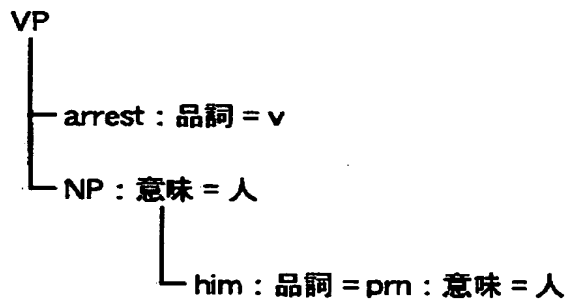 VP
arrest : 品詞 = v
NP : 意味 = 人
him : 品詞 = prn : 意味 = 人